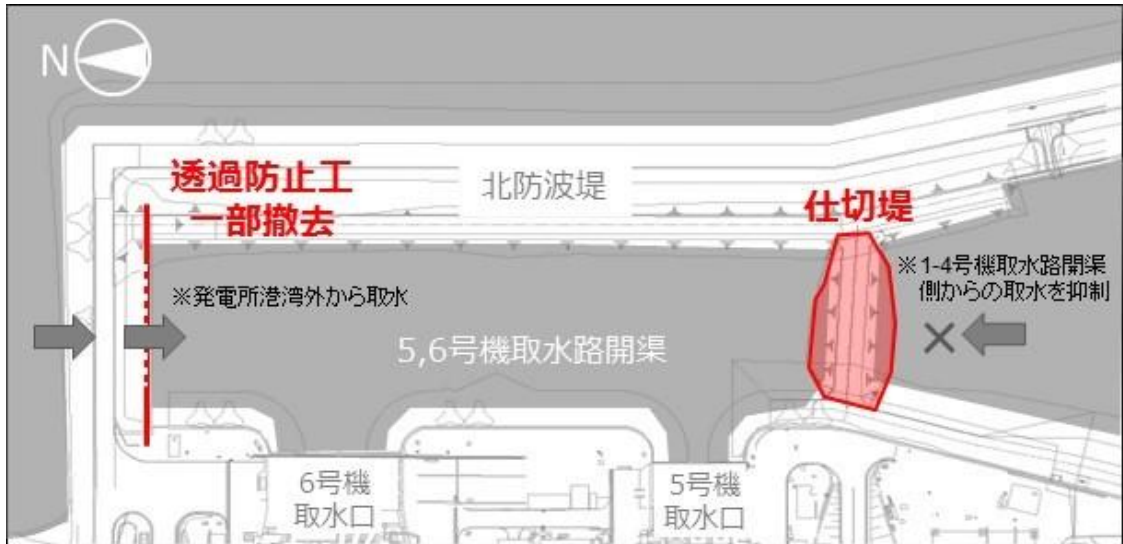 N
透過防止工
一部撤去
北防波堤
仕切堤
※1-4号機取水路開渠
側からの取水を抑制
※発電所港湾外から取水
5,6号機取水路開渠
6号機
取水口
5号機
取水口